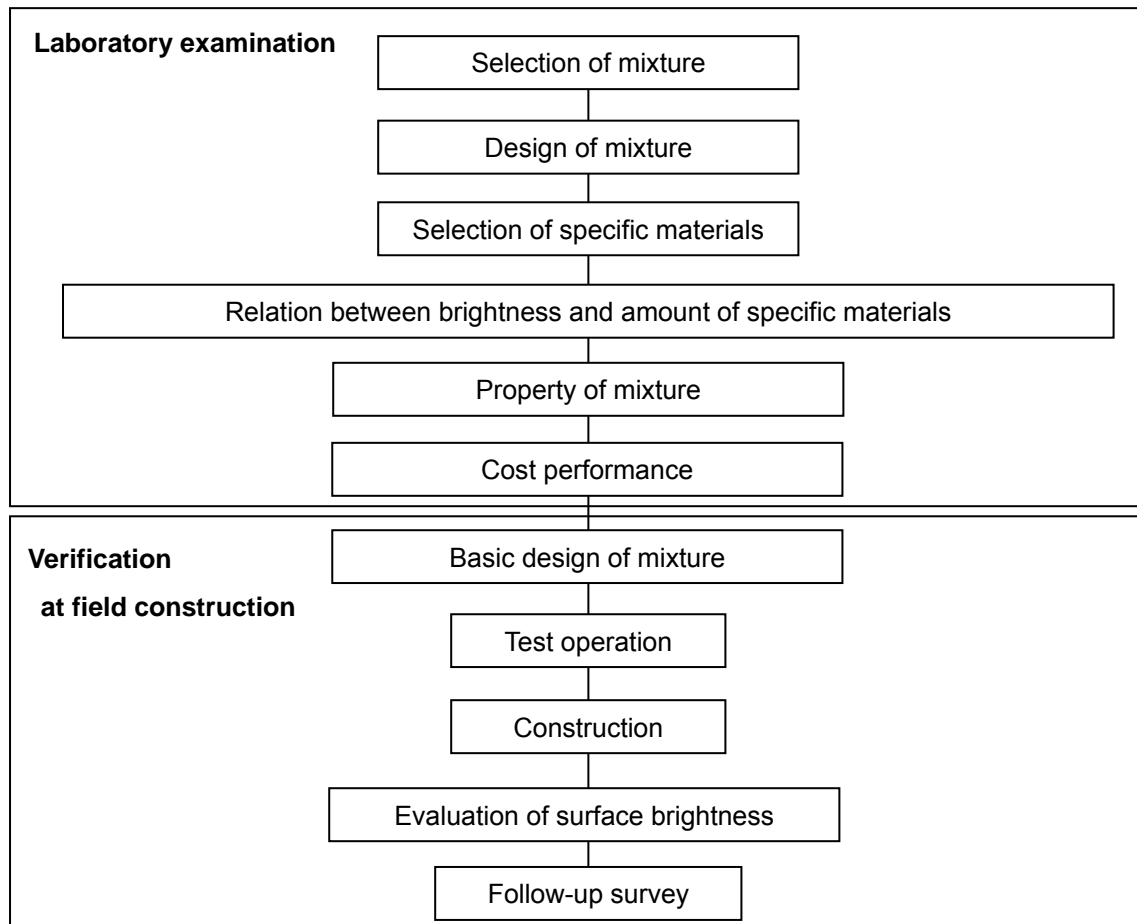 Laboratory examination
Selection of mixture
Design of mixture
Selection of specific materials
Relation between brightness and amount of specific materials
Property of mixture
Cost performance
Verification
at field construction
Basic design of mixture
Test operation
Construction
Evaluation of surface brightness
Follow-up survey